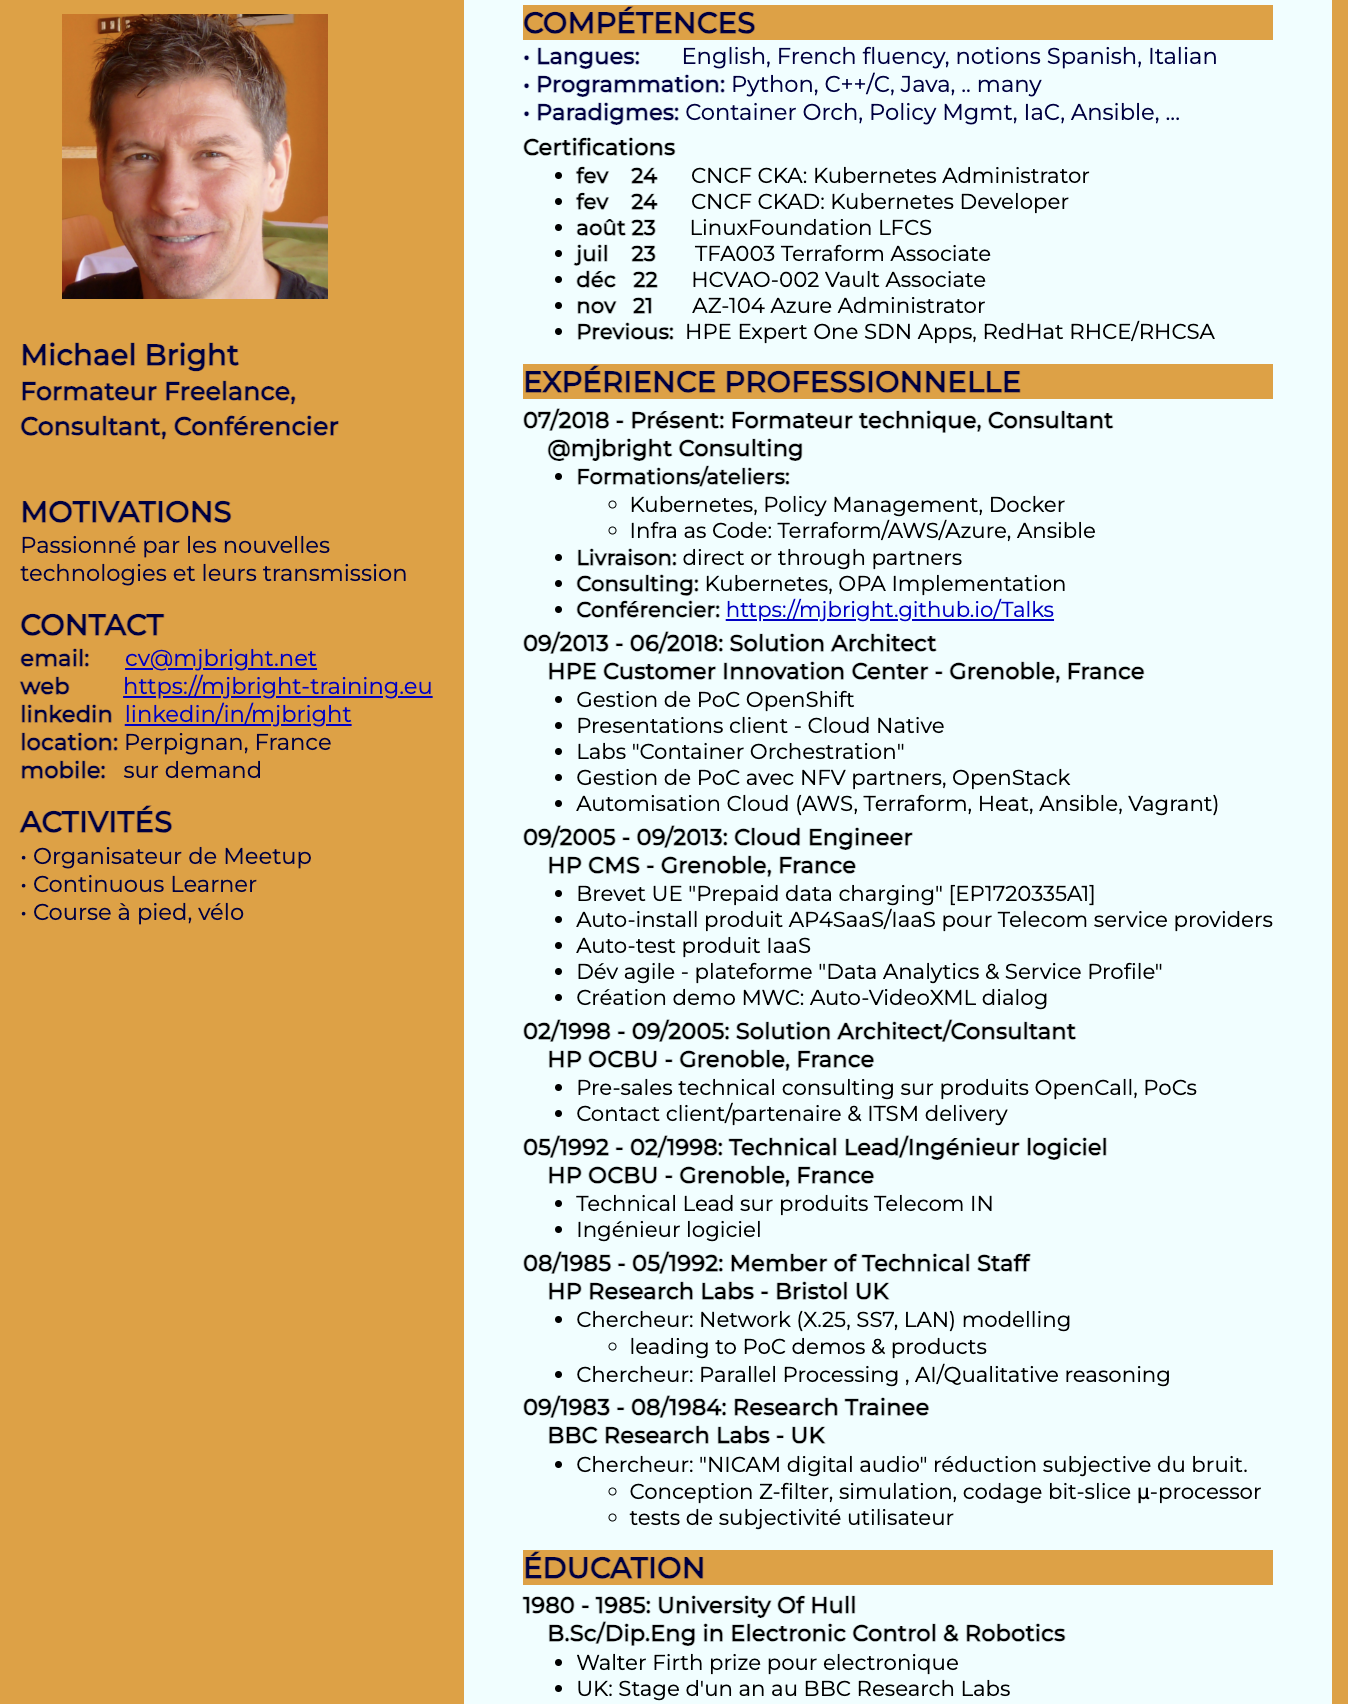 Michael Bright
Formateur Freelance,
Consultant, Conférencier
MOTIVATIONS
Passionné par les nouvelles
technologies et leurs transmission
CONTACT
email: cv@mjbright.net
web https://mjbright-training.eu
linkedin linkedin/in/mjbright
location: Perpignan, France
mobile: sur demand
ACTIVITÉS
• Organisateur de Meetup
• Continuous Learner
• Course à pied, vélo
COMPÉTENCES
• Langues: English, French fluency, notions Spanish, Italian
• Programmation: Python, C++/C, Java, .. many
• Paradigmes: Container Orch, Policy Mgmt, IaC, Ansible, ...
Certifications
• fev 24 CNCF CKA: Kubernetes Administrator
• fev 24 CNCF CKAD: Kubernetes Developer
• août 23 LinuxFoundation LFCS
• juil 23 TFA003 Terraform Associate
• déc 22 HCVAO-002 Vault Associate
• nov 21 AZ-104 Azure Administrator
• Previous: HPE Expert One SDN Apps, RedHat RHCE/RHCSA
EXPÉRIENCE PROFESSIONNELLE
07/2018 - Présent: Formateur technique, Consultant
@mjbright Consulting
• Formations/ateliers:
◦ Kubernetes, Policy Management, Docker
◦ Infra as Code: Terraform/AWS/Azure, Ansible
• Livraison: direct or through partners
• Consulting: Kubernetes, OPA Implementation
• Conférencier: https://mjbright.github.io/Talks
09/2013 - 06/2018: Solution Architect
HPE Customer Innovation Center - Grenoble, France
• Gestion de PoC OpenShift
• Presentations client - Cloud Native
• Labs "Container Orchestration"
• Gestion de PoC avec NFV partners, OpenStack
• Automisation Cloud (AWS, Terraform, Heat, Ansible, Vagrant)
09/2005 - 09/2013: Cloud Engineer
HP CMS - Grenoble, France
• Brevet UE "Prepaid data charging" [EP1720335A1]
• Auto-install produit AP4SaaS/IaaS pour Telecom service providers
• Auto-test produit IaaS
• Dév agile - plateforme "Data Analytics & Service Profile"
• Création demo MWC: Auto-VideoXML dialog
02/1998 - 09/2005: Solution Architect/Consultant
HP OCBU - Grenoble, France
• Pre-sales technical consulting sur produits OpenCall, PoCs
• Contact client/partenaire & ITSM delivery
05/1992 - 02/1998: Technical Lead/Ingénieur logiciel
HP OCBU - Grenoble, France
• Technical Lead sur produits Telecom IN
• Ingénieur logiciel
08/1985 - 05/1992: Member of Technical Staff
HP Research Labs - Bristol UK
• Chercheur: Network (X.25, SS7, LAN) modelling
◦ leading to PoC demos & products
• Chercheur: Parallel Processing , AI/Qualitative reasoning
09/1983 - 08/1984: Research Trainee
BBC Research Labs - UK
• Chercheur: "NICAM digital audio" réduction subjective du bruit.
◦ Conception Z-filter, simulation, codage bit-slice µ-processor
◦ tests de subjectivité utilisateur
ÉDUCATION
1980 - 1985: University Of Hull
B.Sc/Dip.Eng in Electronic Control & Robotics
• Walter Firth prize pour electronique
• UK: Stage d'un an au BBC Research Labs